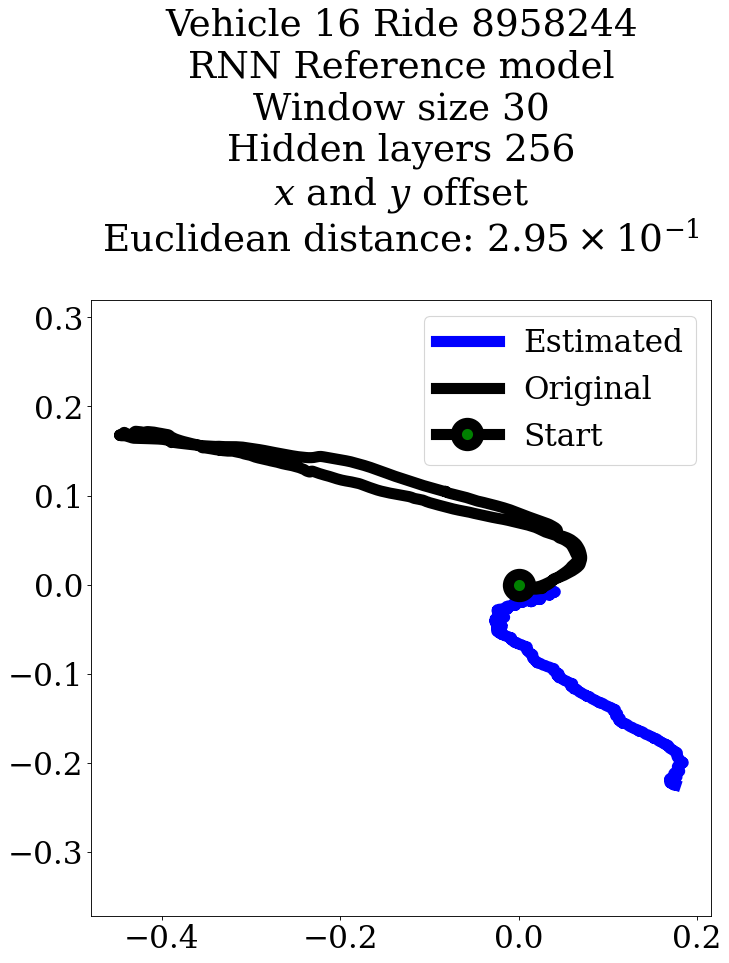 Vehicle 16 Ride 8958244
RNN Reference model
Window size 30
Hidden layers 256
x and y offset
Euclidean distance: 2.95 × 10⁻¹
Estimated
Original
Start
0.3
0.2
0.1
0.0
−0.1
−0.2
−0.3
−0.4
−0.2
0.0
0.2